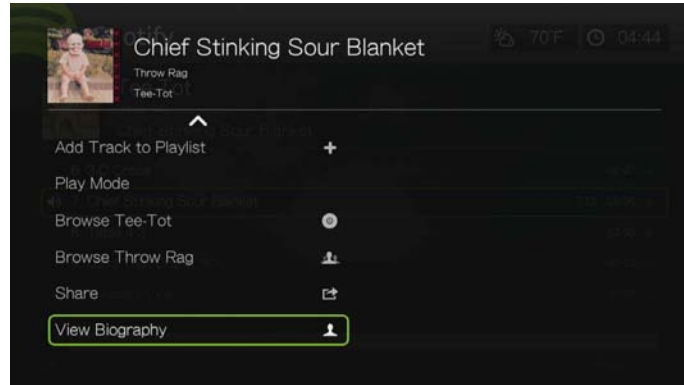 Chief Stinking Sour Blanket
70°F 04:44
Throw Rag
Tee-Tot
Add Track to Playlist
Play Mode
Browse Tee-Tot
Browse Throw Rag
Share
View Biography